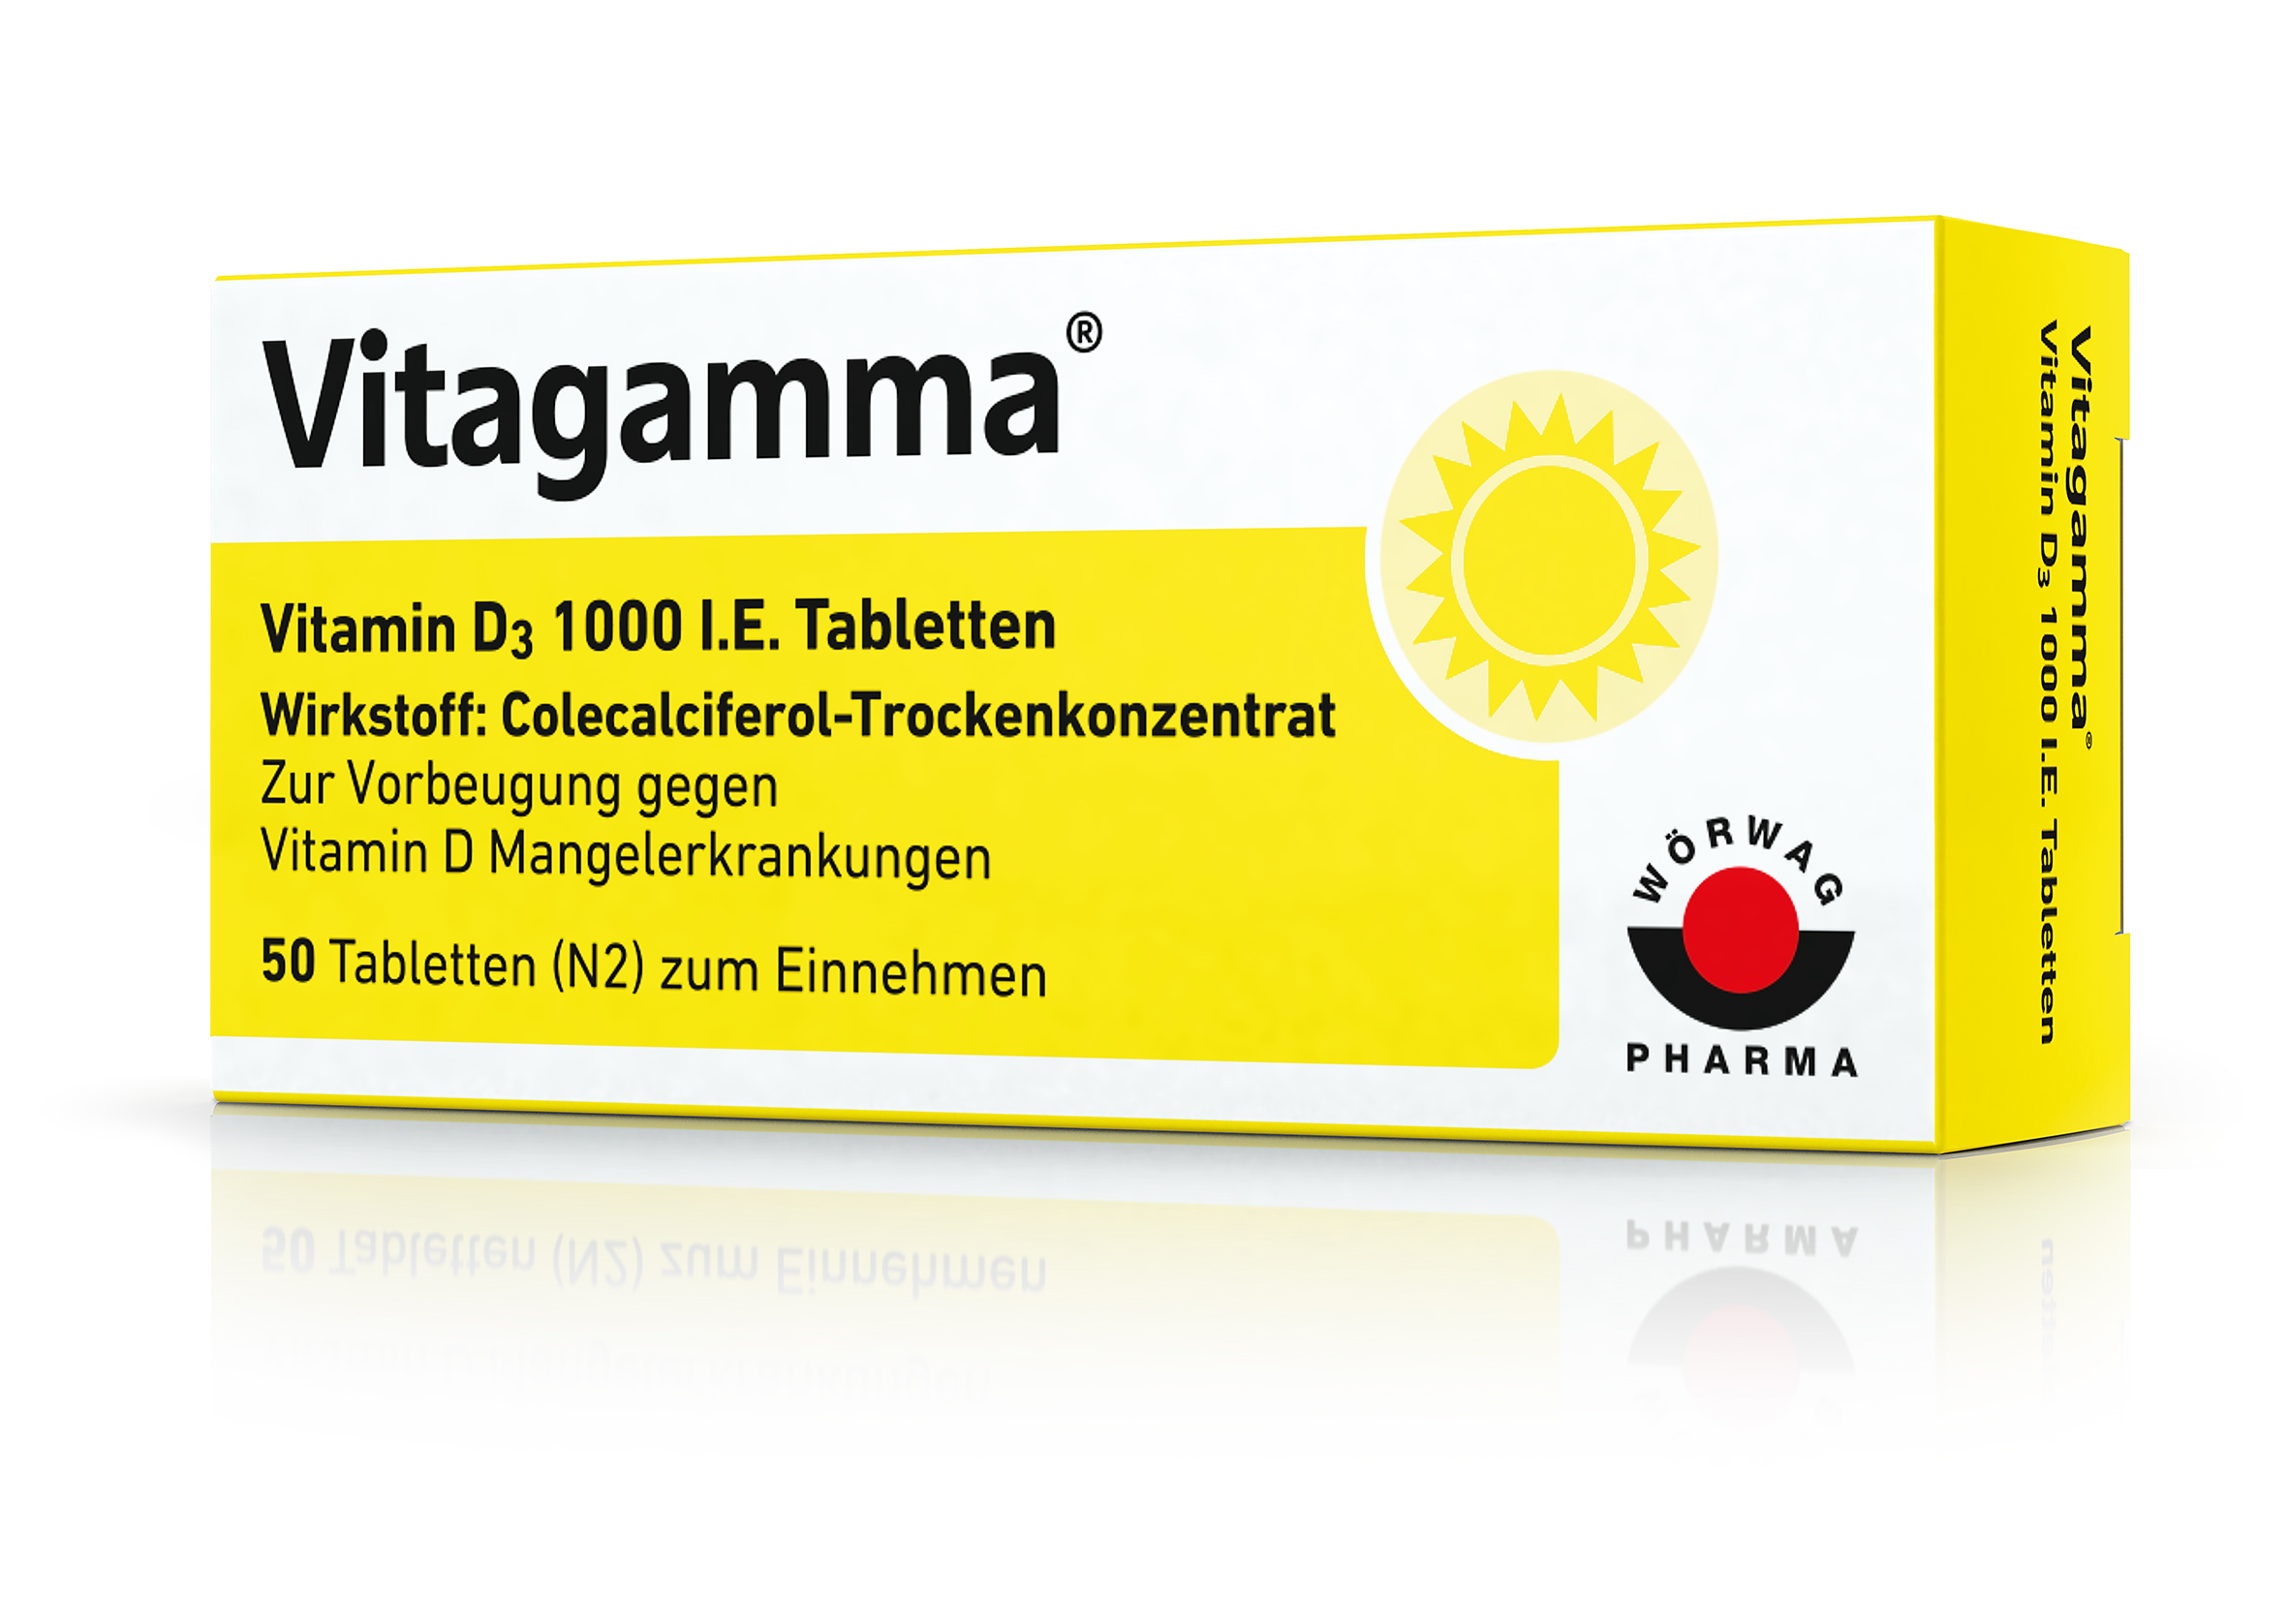 Vitagamma®
Vitamin D3 1000 I.E. Tabletten
Wirkstoff: Colecalciferol-Trockenkonzentrat
Zur Vorbeugung gegen
Vitamin D Mangelerkrankungen
50 Tabletten (N2) zum Einnehmen
WÖRWAG
PHARMA
Vitagamma®
Vitamin D3 1000 I.E. Tabletten